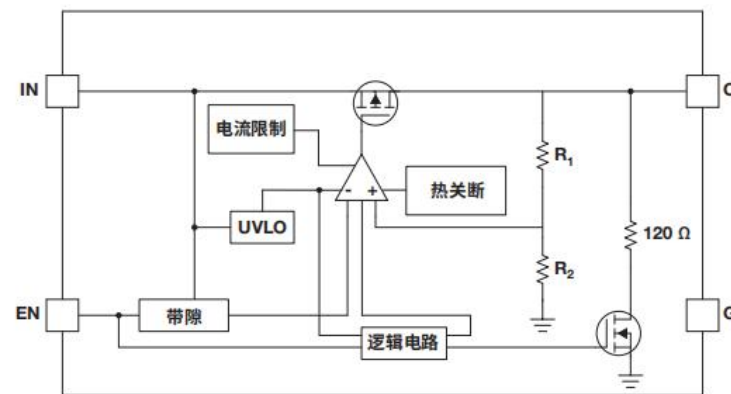 IN
电流限制
R1
热关断
UVLO
120 Ω
R2
EN
带隙
逻辑电路
- +